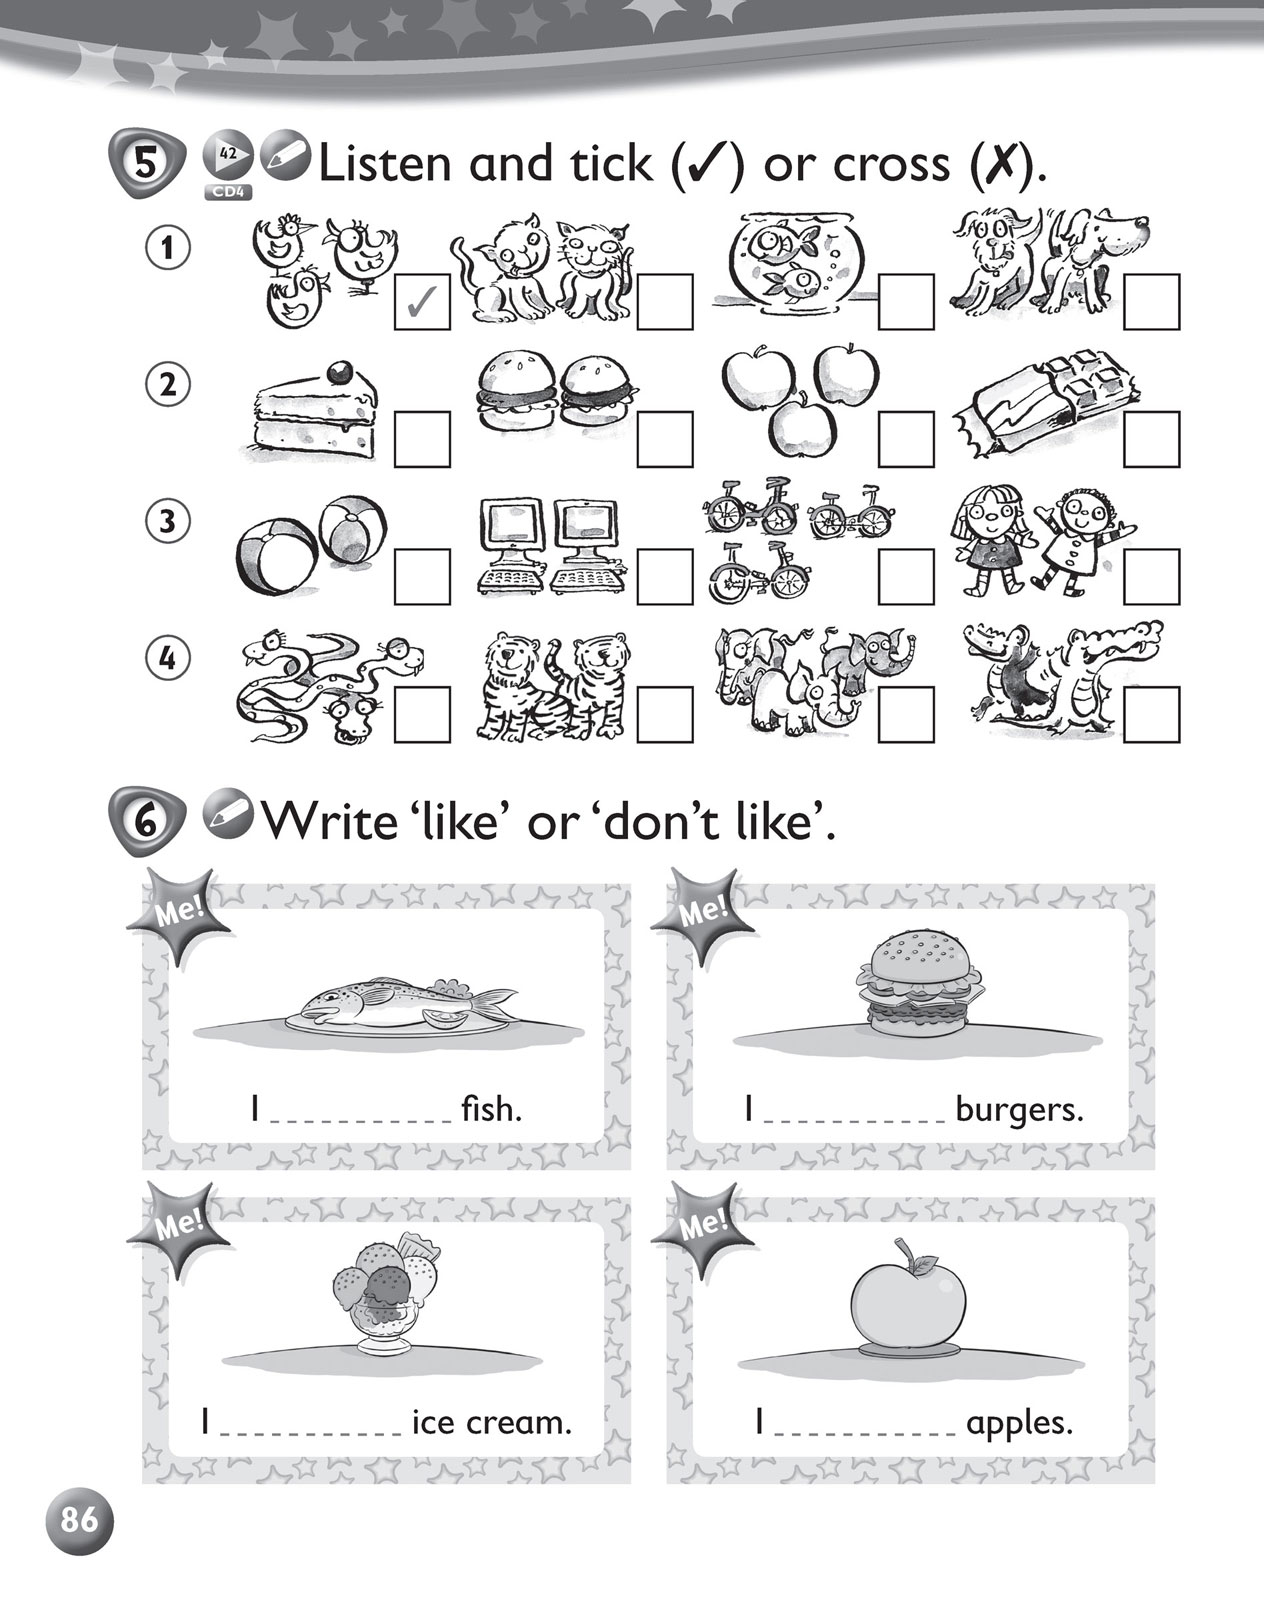 5 42 CD4 Listen and tick (✓) or cross (✗).
1
✓
2
3
4
6 Write ‘like’ or ‘don’t like’.
Me!
I __________ fish.
Me!
I __________ burgers.
Me!
I __________ ice cream.
Me!
I __________ apples.
86